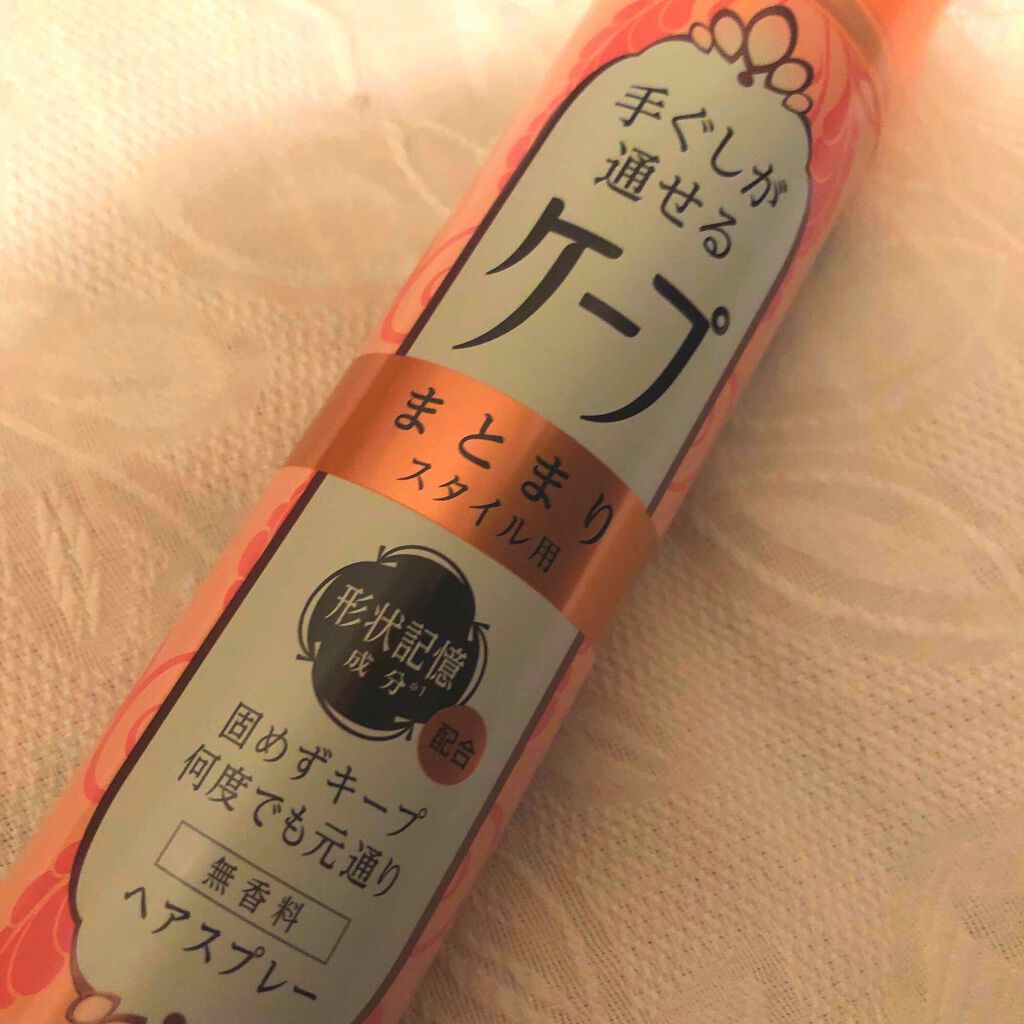 手ぐしが
通せる
ケープ
まとまり
スタイル用
形状記憶
成分※1
配合
固めずキープ
何度でも元通り
無香料
ヘアスプレー